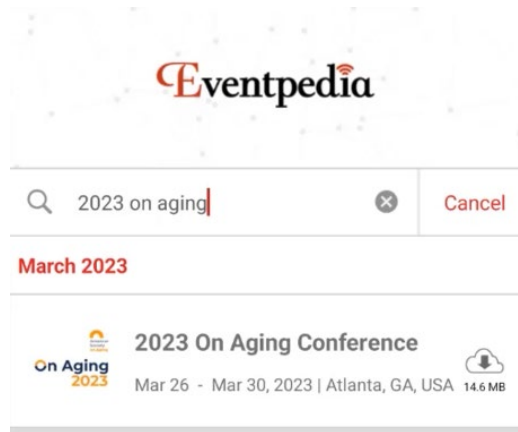 Eventpedia
2023 on aging
Cancel
March 2023
On Aging
2023
2023 On Aging Conference
Mar 26 - Mar 30, 2023 | Atlanta, GA, USA
14.6 MB